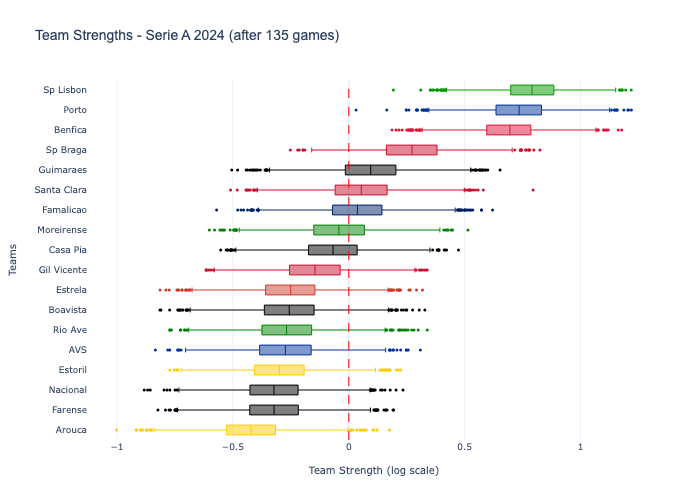 Team Strengths - Serie A 2024 (after 135 games)
Sp Lisbon
Porto
Benfica
Sp Braga
Guimaraes
Santa Clara
Famalicao
Moreirense
Casa Pia
Gil Vicente
Estrela
Boavista
Rio Ave
AVS
Estoril
Nacional
Farense
Arouca
Teams
−1
−0.5
0
0.5
1
Team Strength (log scale)